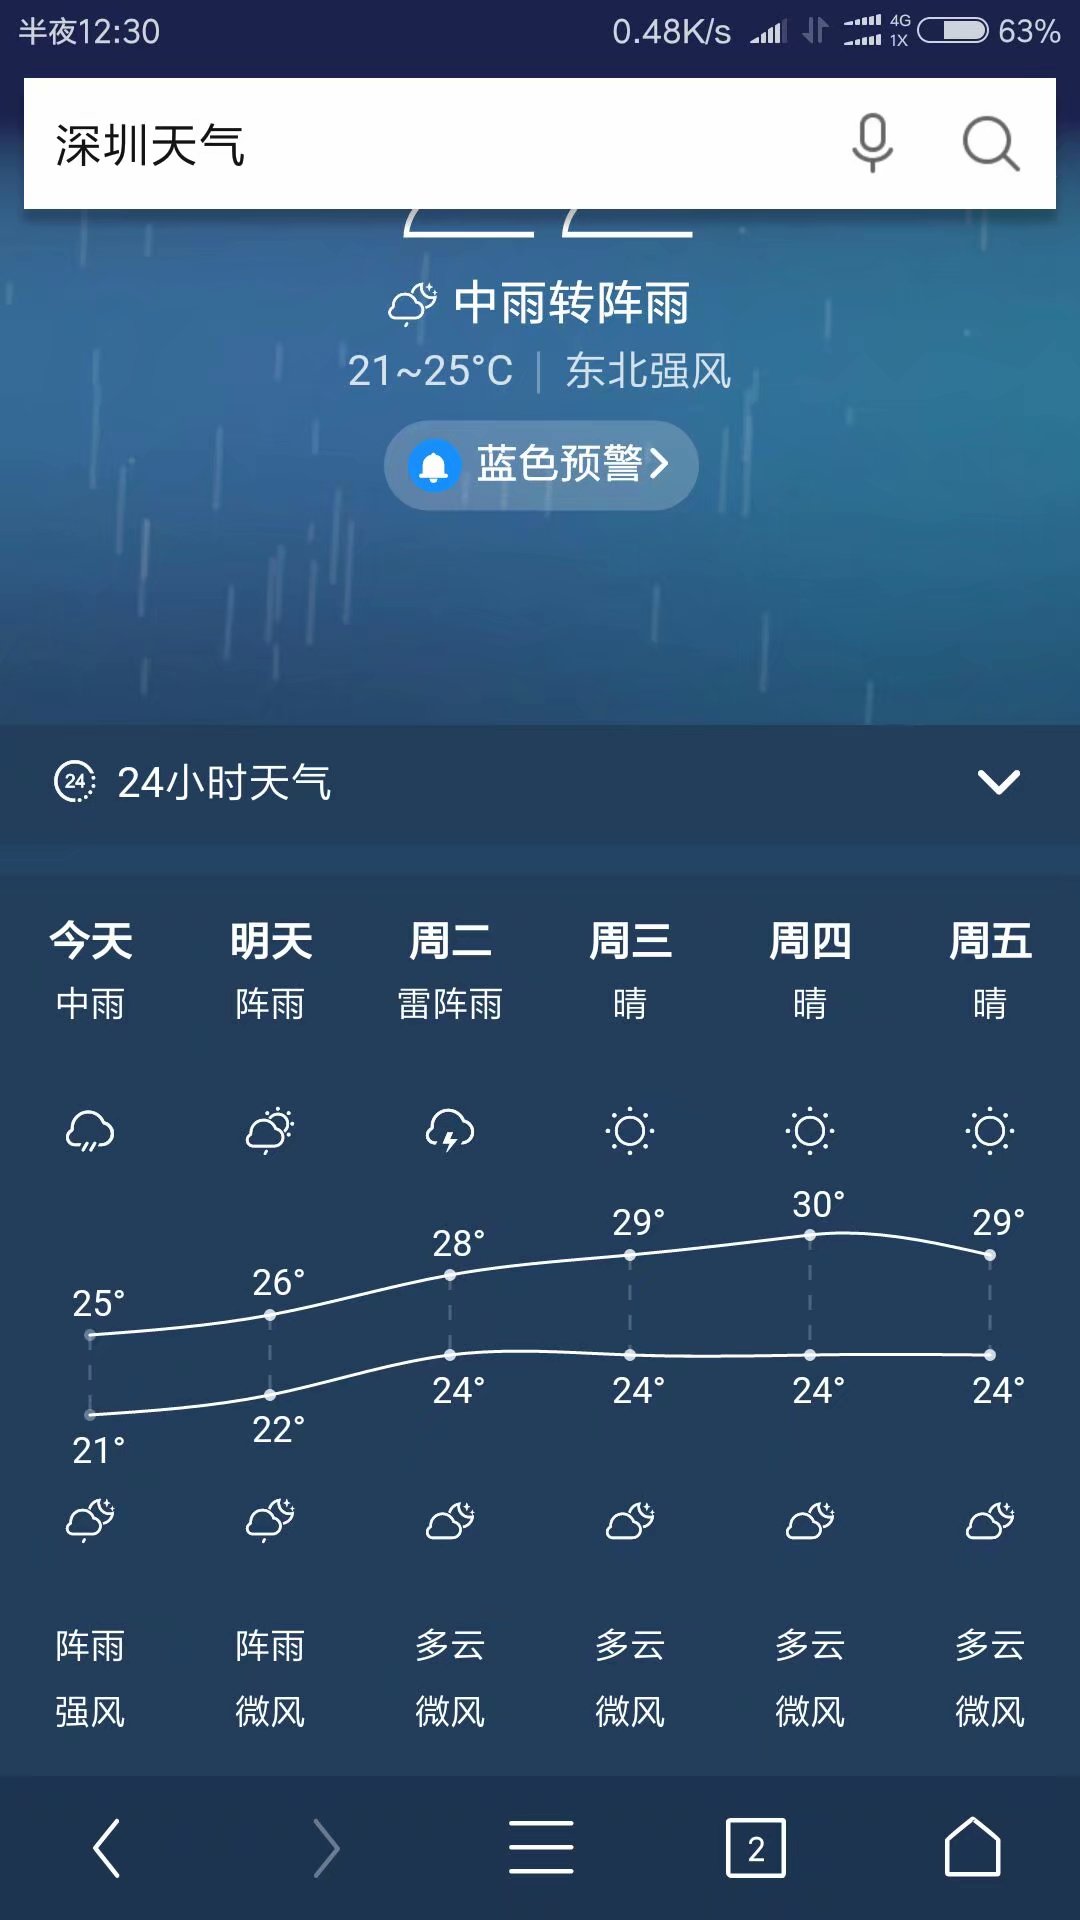 半夜12:30 0.48K/s 4G 1X 63%
深圳天气
中雨转阵雨
21~25°C | 东北强风
蓝色预警
24 24小时天气
今天 明天 周二 周三 周四 周五
中雨 阵雨 雷阵雨 晴 晴 晴
25° 26° 28° 29° 30° 29°
21° 22° 24° 24° 24° 24°
阵雨 阵雨 多云 多云 多云 多云
强风 微风 微风 微风 微风 微风
2